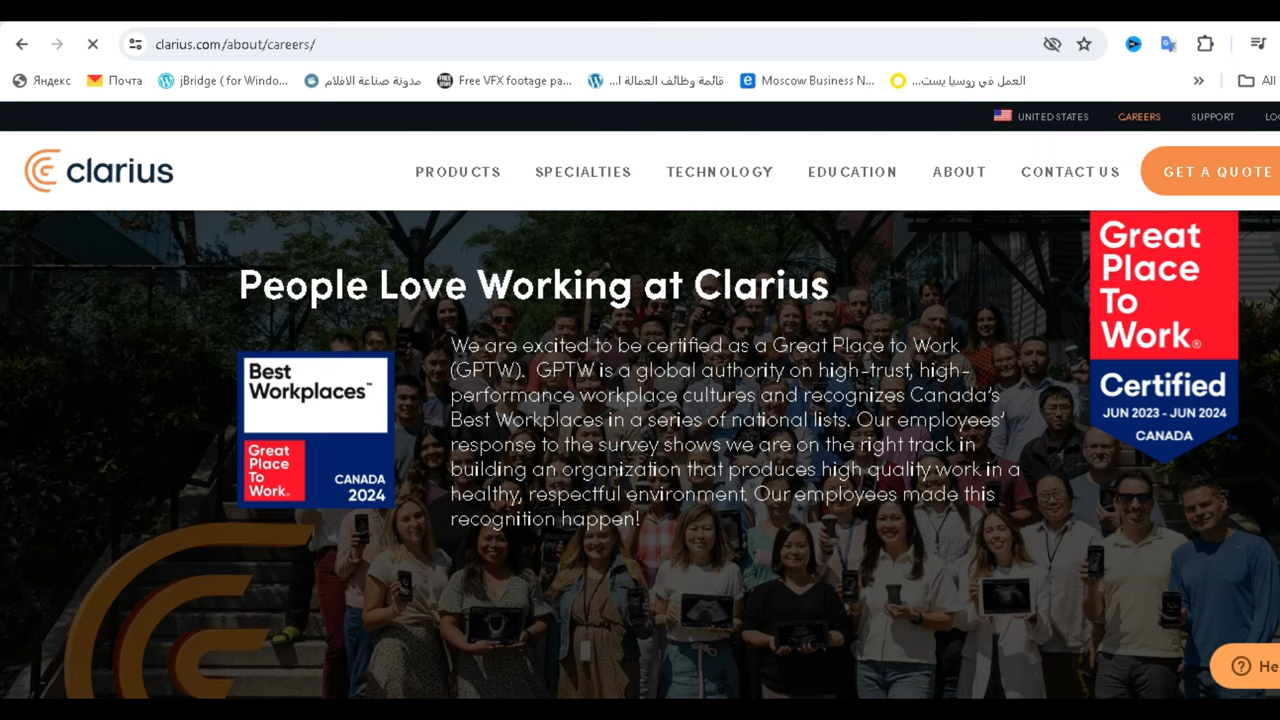 clarius.com/about/careers/
Яндекс Почта jBridge (for Windo... مدونة صناعة الافلام Free VFX footage pa... قائمة وظائف العمالة ا... Moscow Business N... العمل في روسيا يست... » All
UNITED STATES CAREERS SUPPORT
clarius PRODUCTS SPECIALTIES TECHNOLOGY EDUCATION ABOUT CONTACT US GET A QUOTE
People Love Working at Clarius
We are excited to be certified as a Great Place to Work
(GPTW). GPTW is a global authority on high-trust, high-
performance workplace cultures and recognizes Canada's
Best Workplaces in a series of national lists. Our employees'
response to the survey shows we are on the right track in
building an organization that produces high quality work in a
healthy, respectful environment. Our employees made this
recognition happen!
Best
Workplaces™
Great
Place
To
Work®
CANADA
2024
Great
Place
To
Work®
Certified
JUN 2023 - JUN 2024
CANADA
™